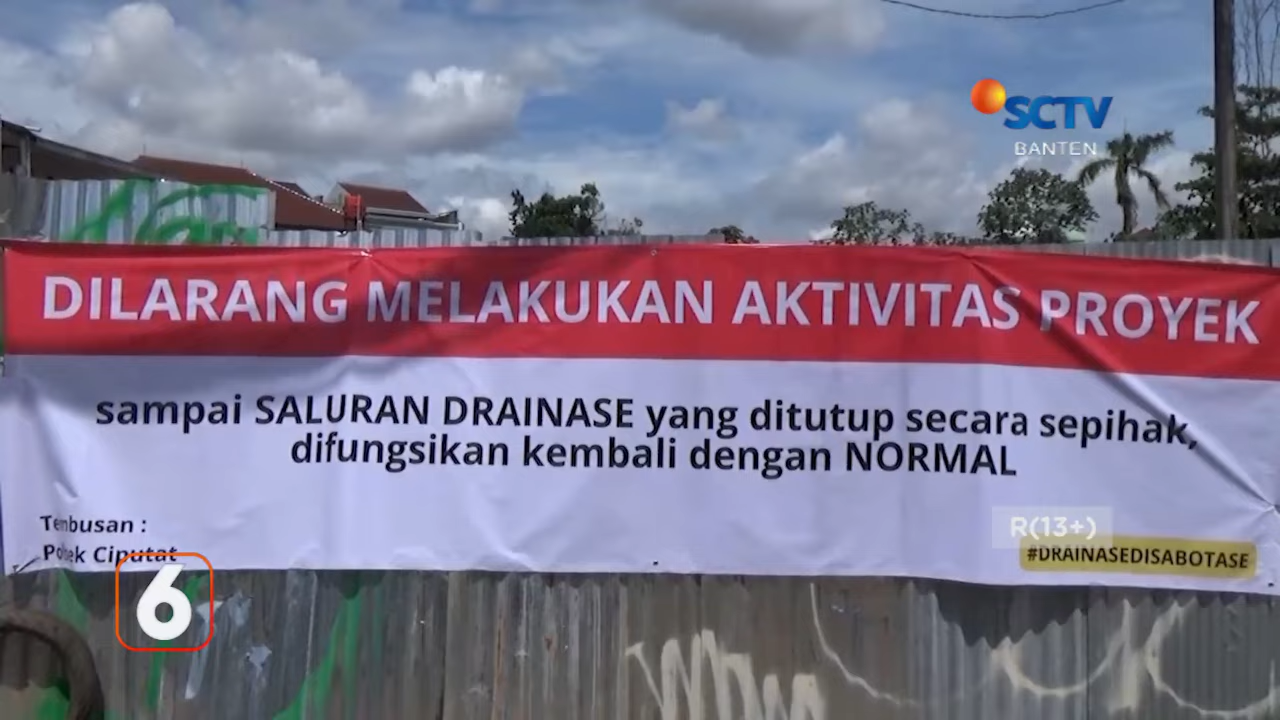 SCTV
BANTEN
DILARANG MELAKUKAN AKTIVITAS PROYEK
sampai SALURAN DRAINASE yang ditutup secara sepihak,
difungsikan kembali dengan NORMAL
Tembusan :
Polsek Ciputat
R(13+)
#DRAINASEDISABOTASE
6